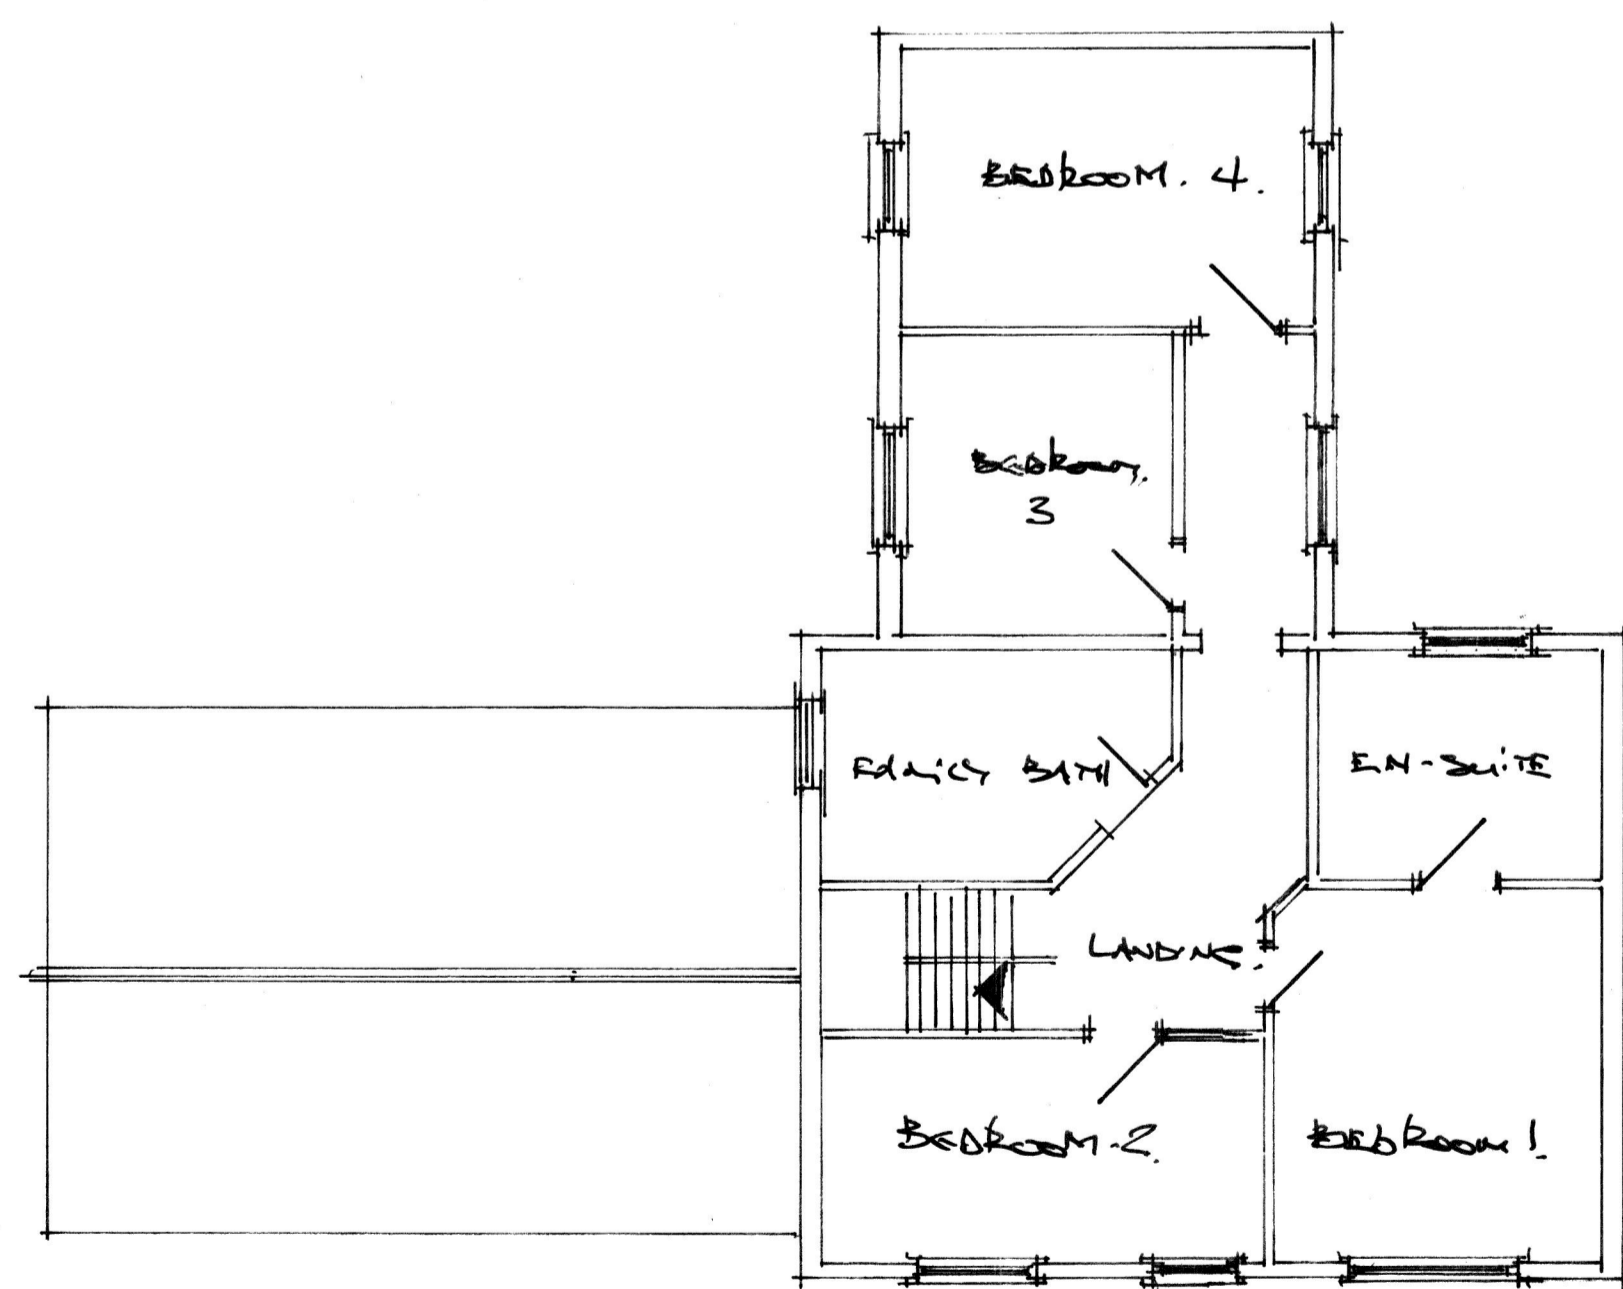 BEDROOM. 4.
BEDROOM.
3
FAMILY BATH
EN-SUITE
LANDING.
BEDROOM-2.
BEDROOM 1.